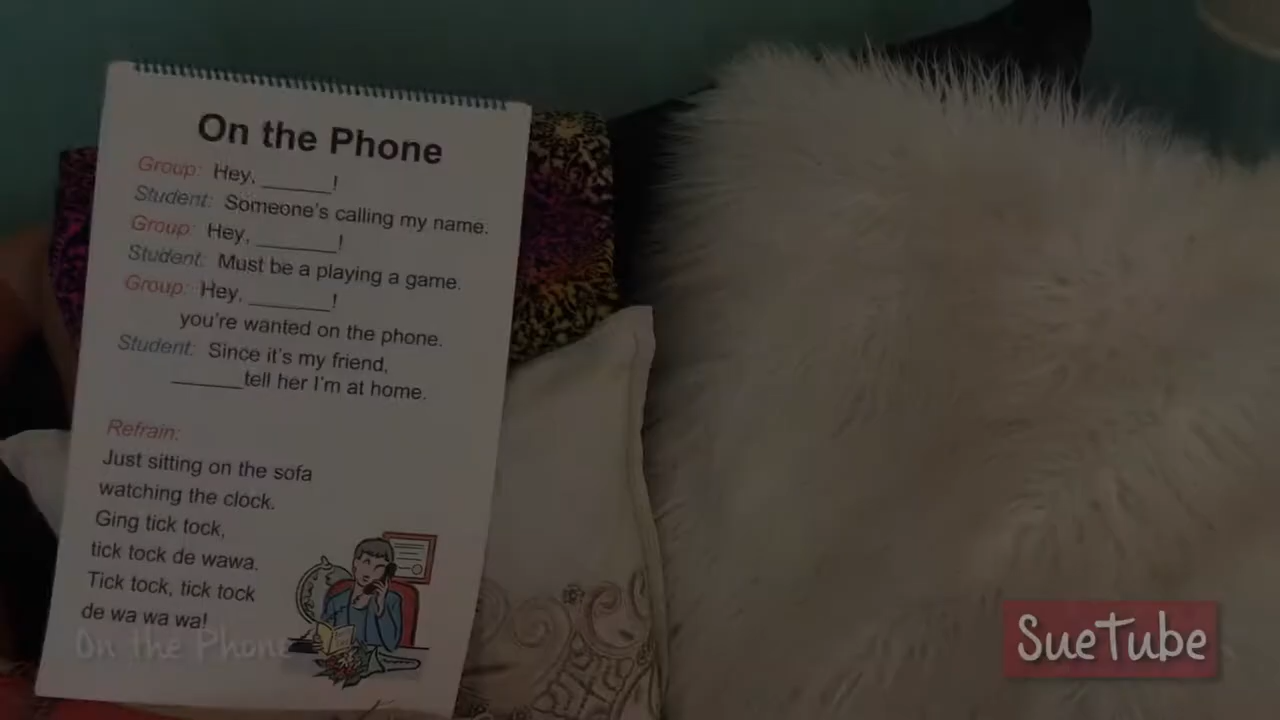 On the Phone
Group: Hey, ______!
Student: Someone's calling my name.
Group: Hey, _______!
Student: Must be a playing a game.
Group: Hey, _______!
you're wanted on the phone.
Student: Since it's my friend,
______tell her I'm at home.
Refrain:
Just sitting on the sofa
watching the clock.
Ging tick tock,
tick tock de wawa.
Tick tock, tick tock
de wa wa wa!
On the Phone
SueTube